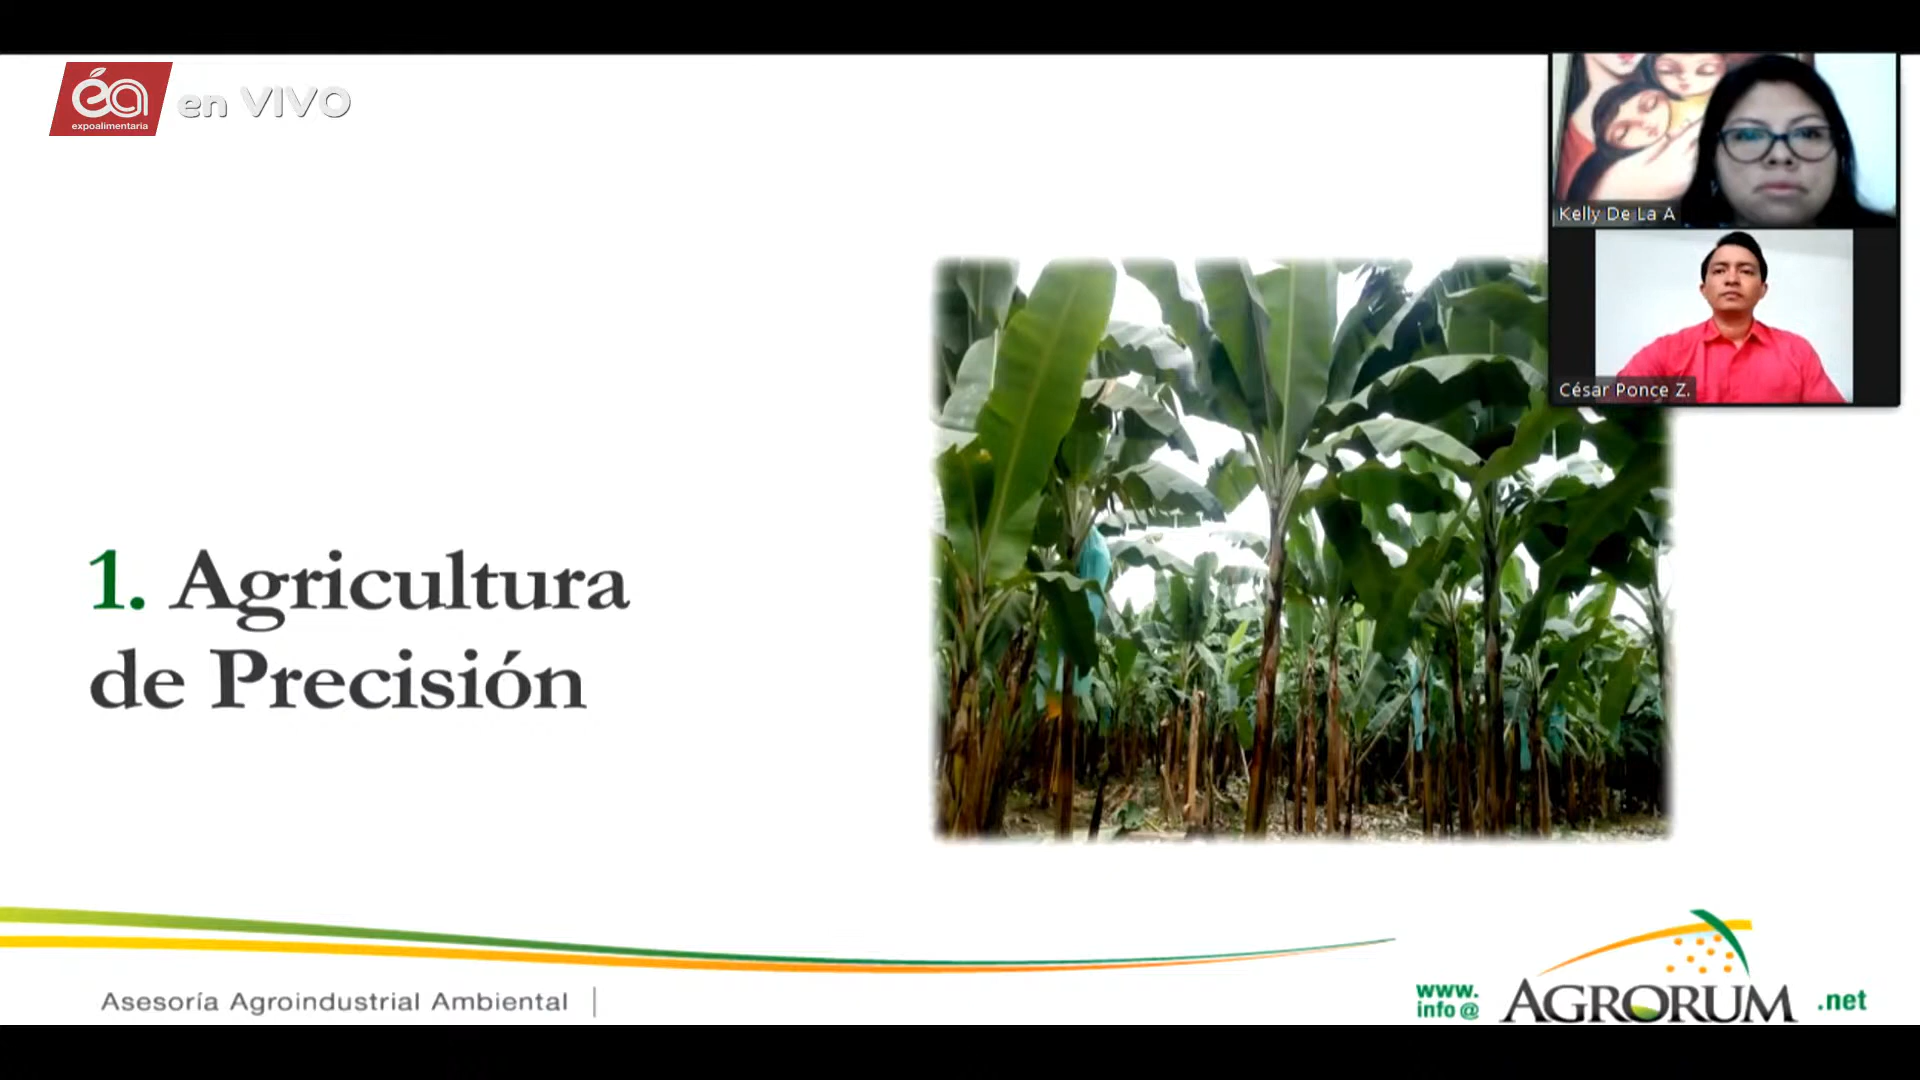 éa
expoalimentaria
en VIVO
Kelly De La A
César Ponce Z.
1. Agricultura
de Precisión
Asesoría Agroindustrial Ambiental
www.
info@
AGRORUM
.net